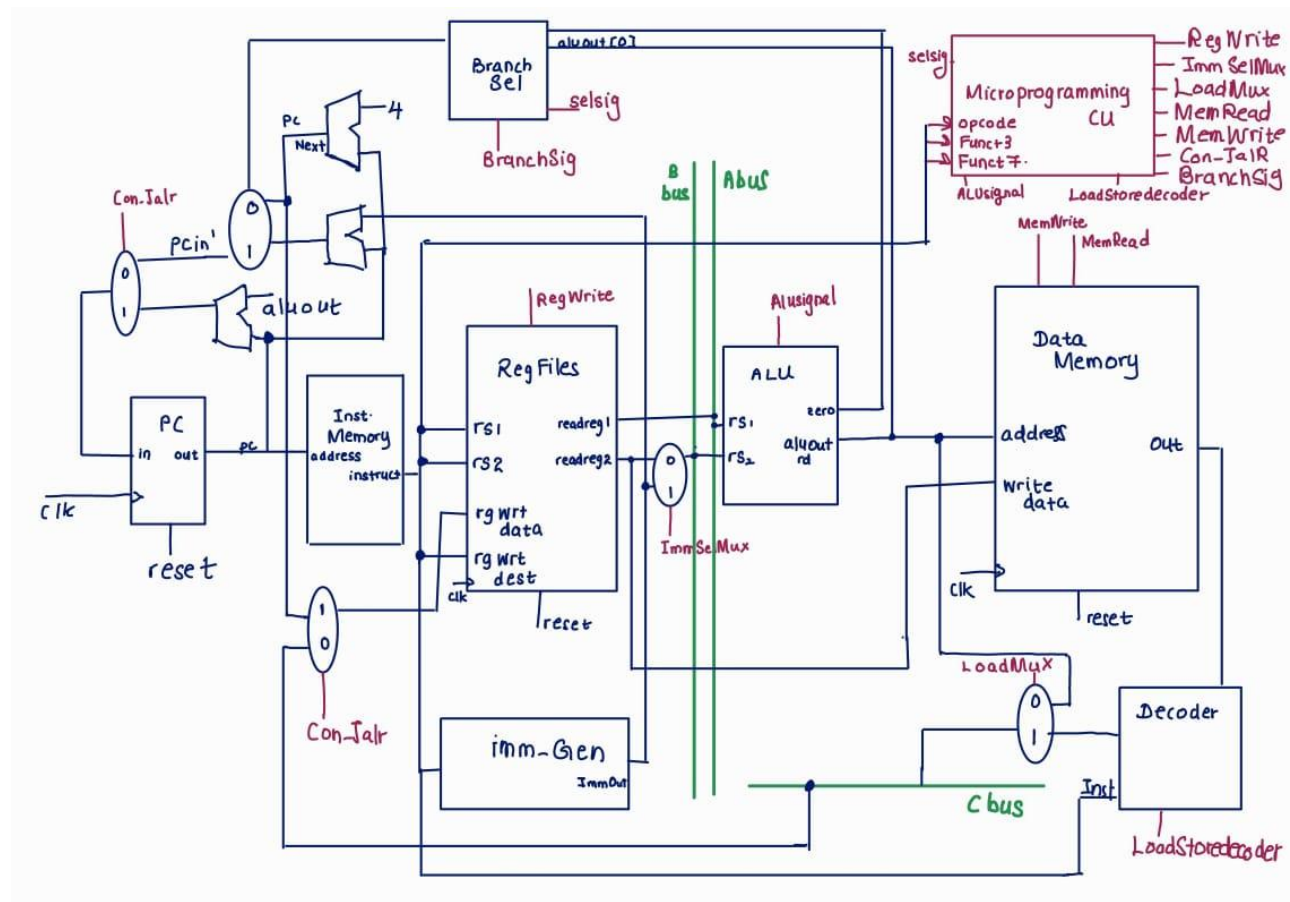 Branch
Sel
aluout [0]
selsig
BranchSig
selsig
Microprogramming
CU
opcode
Funct3
Funct7.
ALUsignal
LoadStoredecoder
RegWrite
Imm SelMux
LoadMux
MemRead
MemWrite
Con_JalR
BranchSig
4
Pc
Next
B
bus
Abus
Con_Jalr
0
1
PCin'
0
1
aluout
MemWrite
MemRead
RegWrite
RegFiles
rs1
rs2
rg wrt
data
rg wrt
dest
clk
readreg1
readreg2
reset
Alusignal
ALU
rs1
rs2
zero
aluout
rd
0
1
ImmSelMux
Data
Memory
address
Write
data
Out
Clk
reset
PC
in
out
Clk
reset
PC
Inst.
Memory
address
instruct
1
0
Con_Jalr
imm_Gen
ImmOut
C bus
LoadMux
0
1
Decoder
Inst
LoadStoredecoder